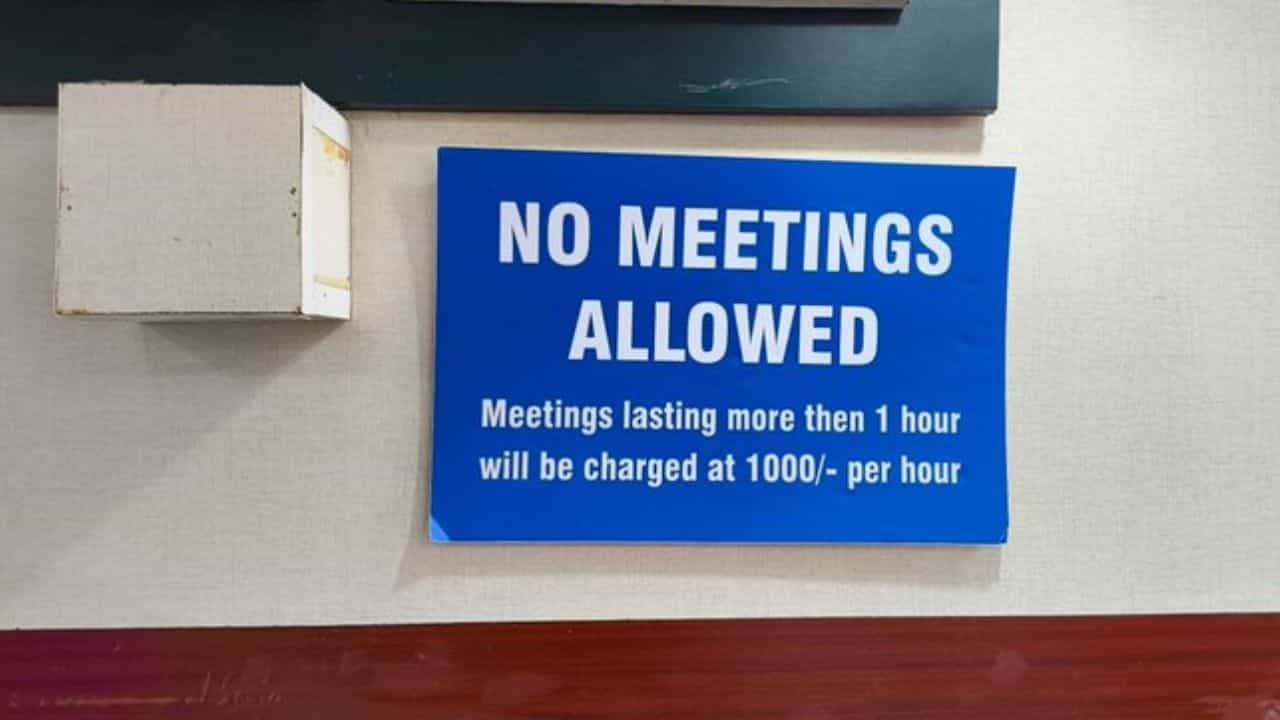 NO MEETINGS
ALLOWED
Meetings lasting more then 1 hour
will be charged at 1000/- per hour